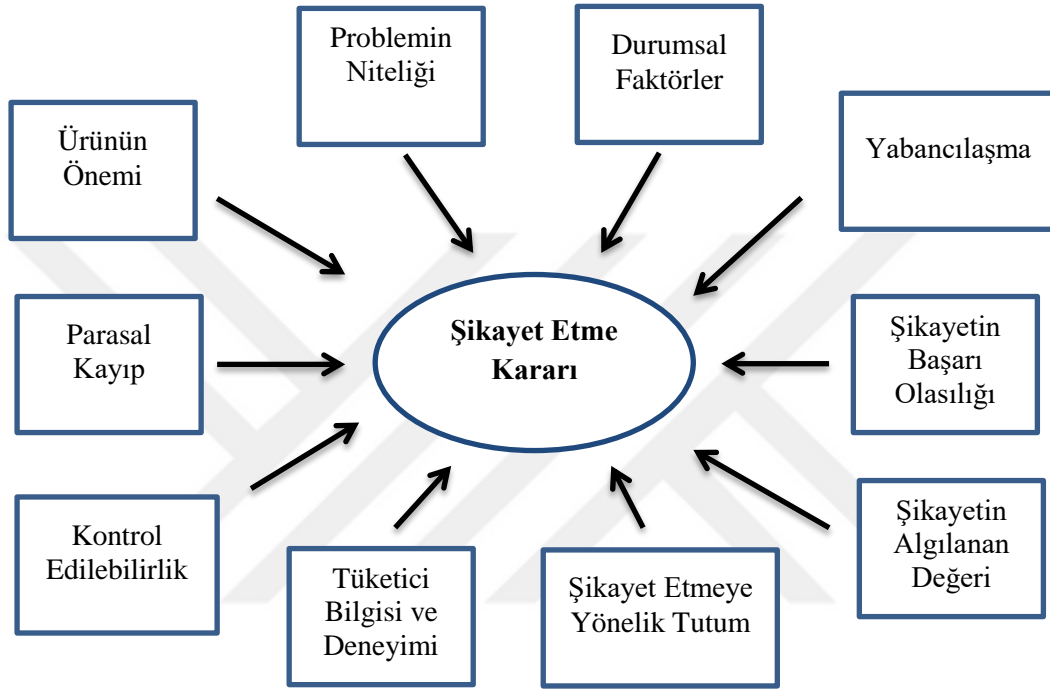 Problemin
Niteliği
Durumsal
Faktörler
Ürünün
Önemi
Yabancılaşma
Parasal
Kayıp
Şikayet Etme
Kararı
Şikayetin
Başarı
Olasılığı
Kontrol
Edilebilirlik
Tüketici
Bilgisi ve
Deneyimi
Şikayet Etmeye
Yönelik Tutum
Şikayetin
Algılanan
Değeri